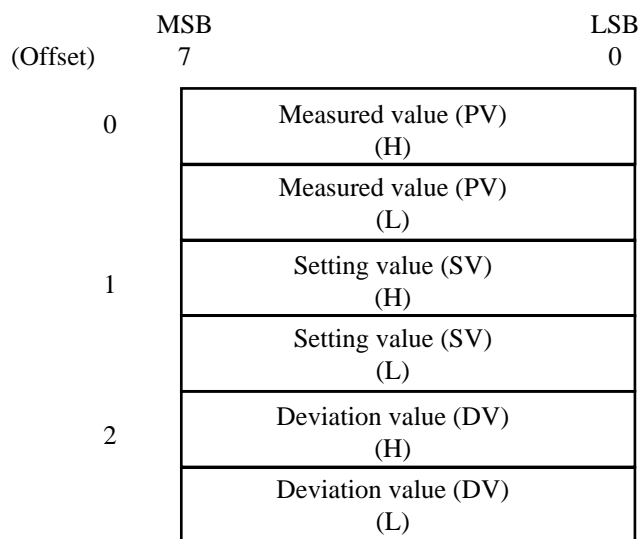 MSB LSB
(Offset) 7 0
0 Measured value (PV)
(H)
Measured value (PV)
(L)
1 Setting value (SV)
(H)
Setting value (SV)
(L)
2 Deviation value (DV)
(H)
Deviation value (DV)
(L)